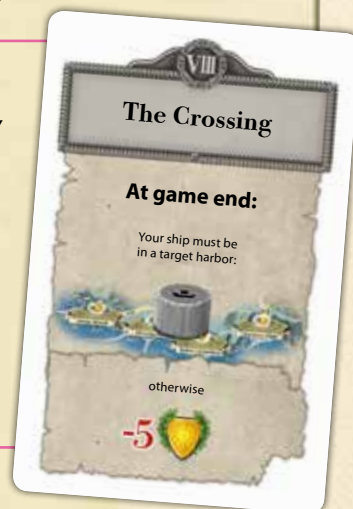 VIII
The Crossing
At game end:
Your ship must be
in a target harbor:
otherwise
-5